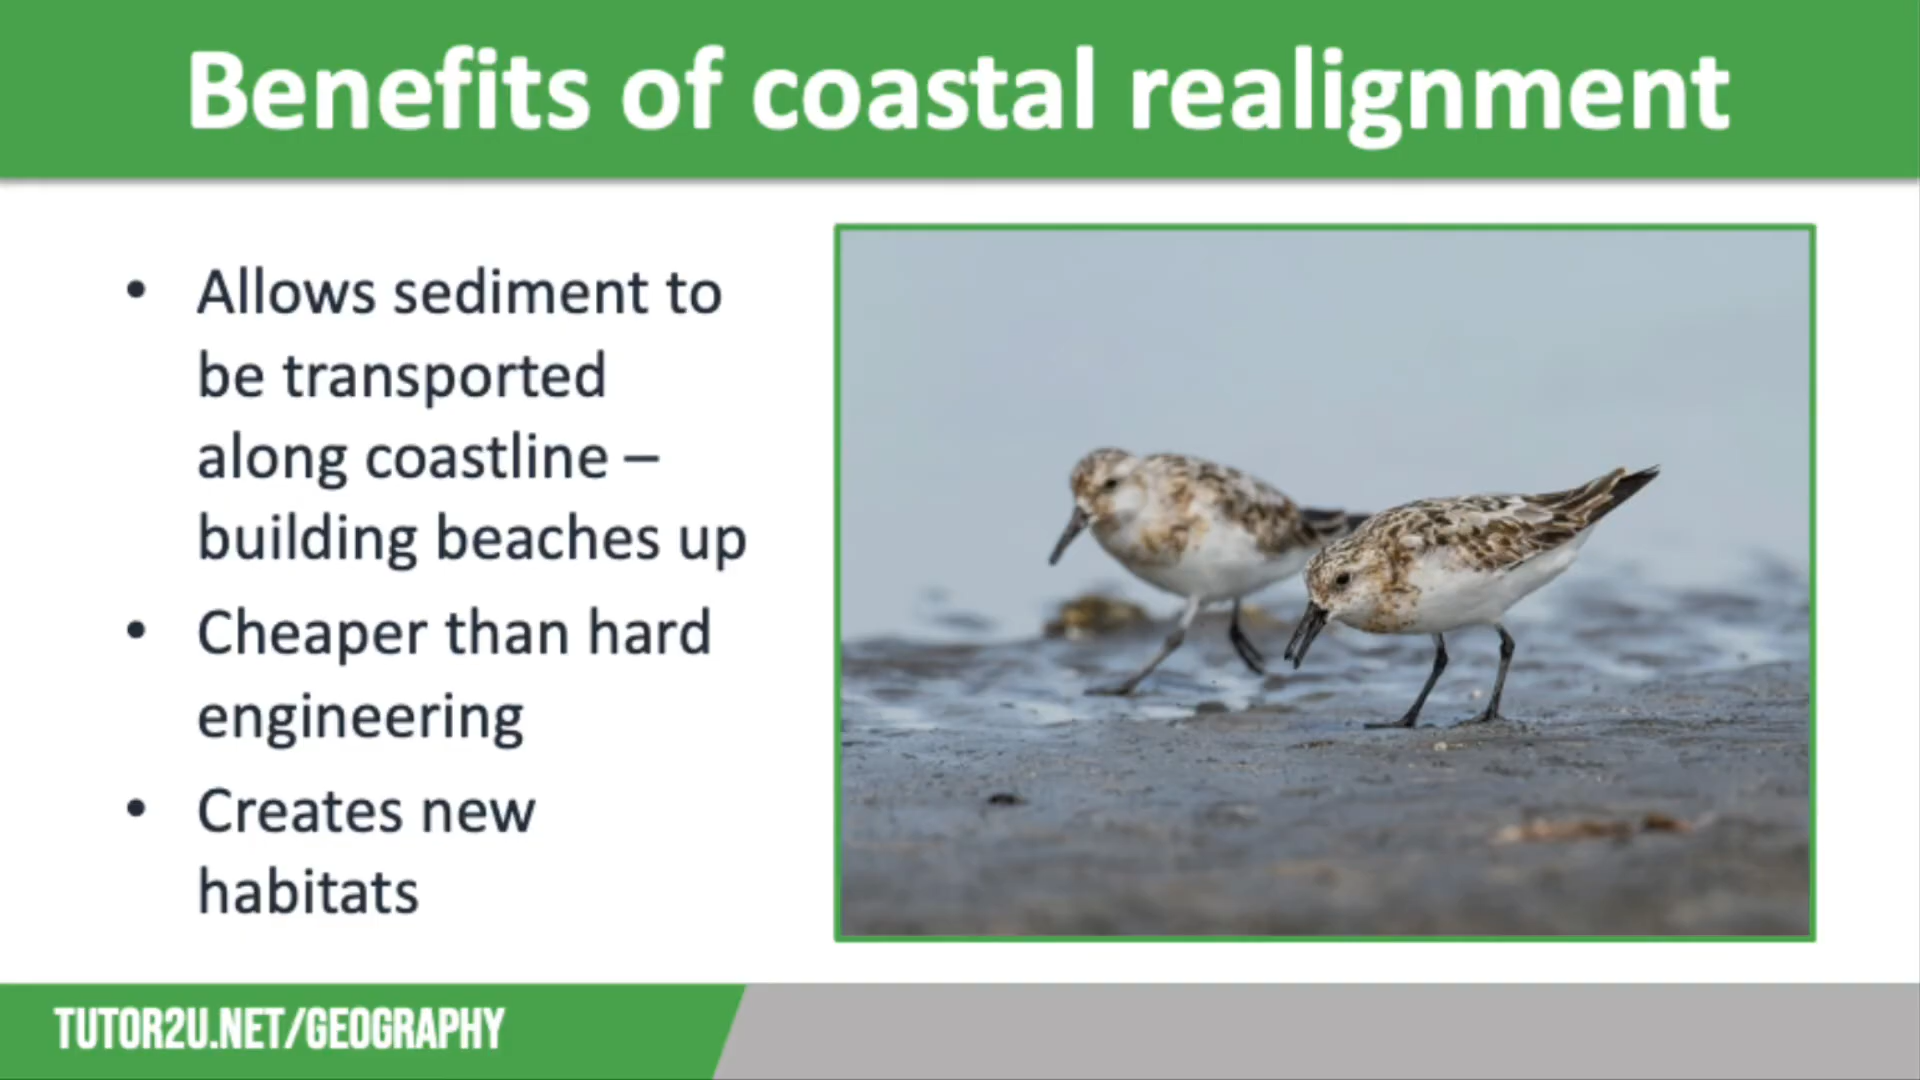 Benefits of coastal realignment
• Allows sediment to
be transported
along coastline –
building beaches up
• Cheaper than hard
engineering
• Creates new
habitats
TUTOR2U.NET/GEOGRAPHY